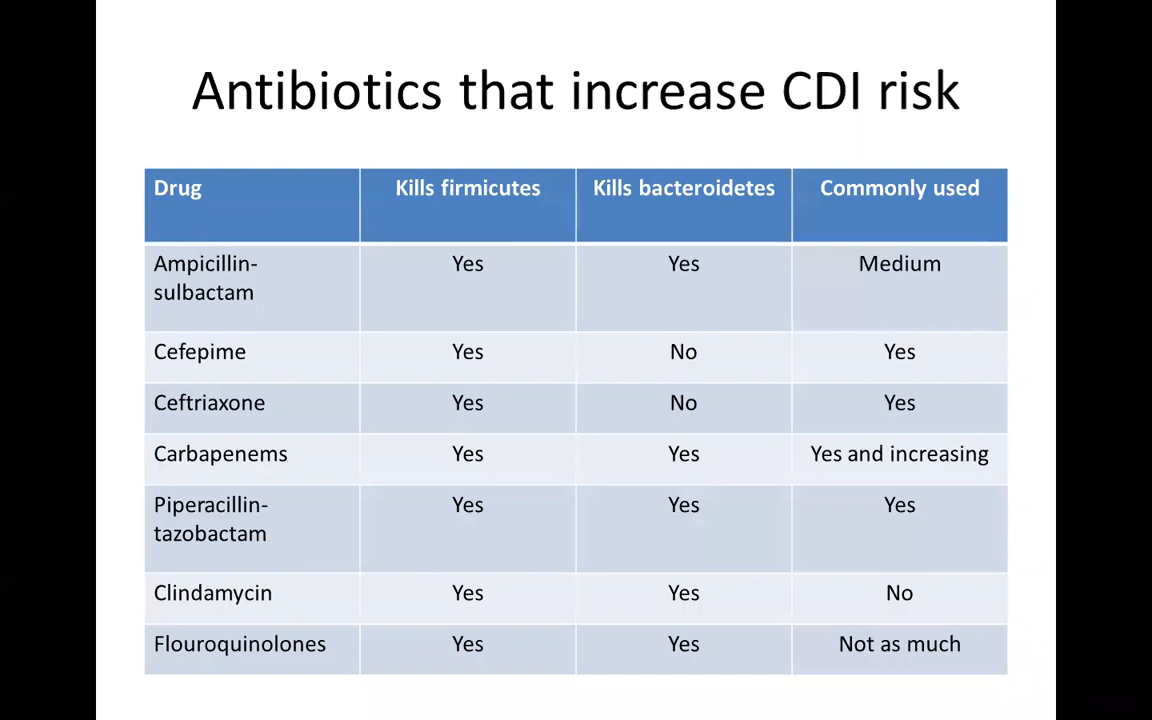 Antibiotics that increase CDI risk
Drug Kills firmicutes Kills bacteroidetes Commonly used
Ampicillin- Yes Yes Medium
sulbactam
Cefepime Yes No Yes
Ceftriaxone Yes No Yes
Carbapenems Yes Yes Yes and increasing
Piperacillin- Yes Yes Yes
tazobactam
Clindamycin Yes Yes No
Flouroquinolones Yes Yes Not as much